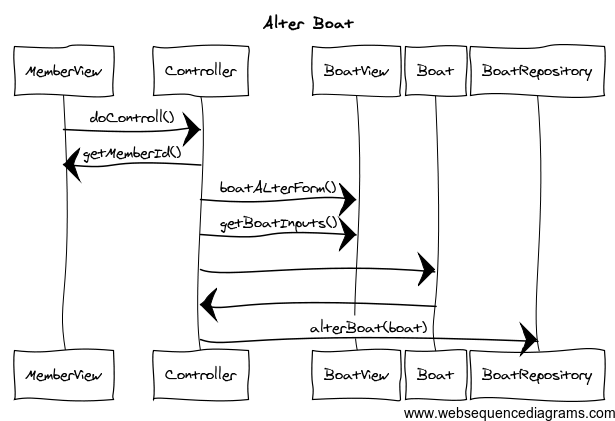 Alter Boat
MemberView Controller BoatView Boat BoatRepository
doControll()
getMemberId()
boatALterForm()
getBoatInputs()
alterBoat(boat)
MemberView Controller BoatView Boat BoatRepository
www.websequencediagrams.com